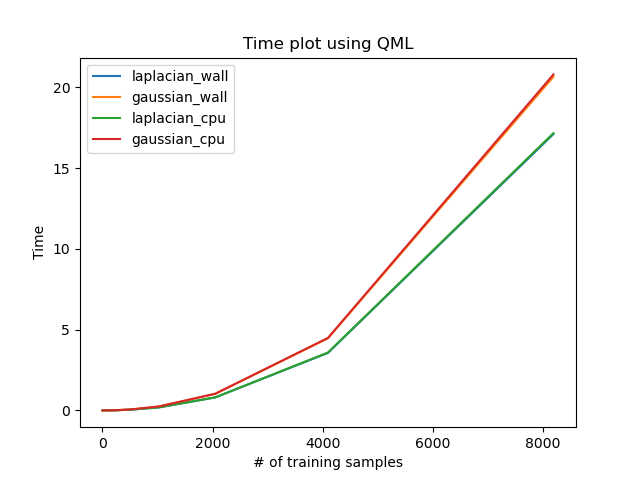 Time plot using QML
laplacian_wall
gaussian_wall
laplacian_cpu
gaussian_cpu
20
15
10
5
0
Time
0 2000 4000 6000 8000
# of training samples